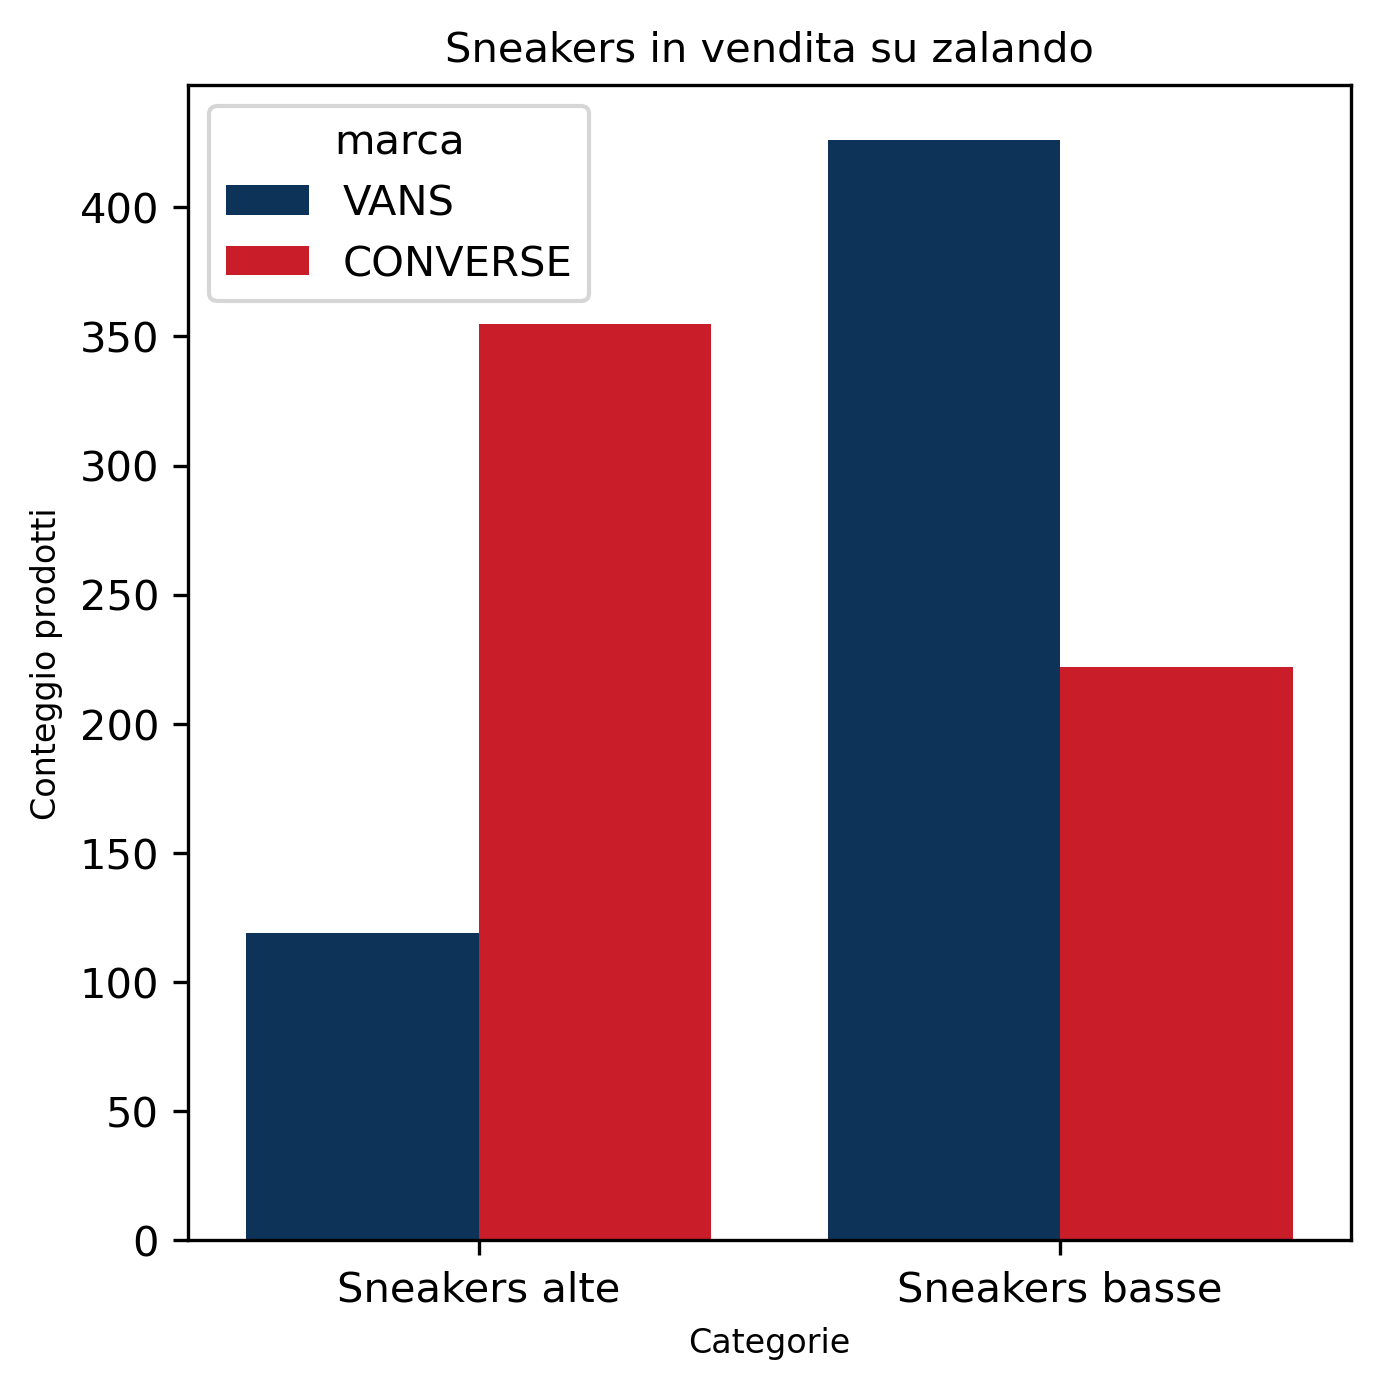 Sneakers in vendita su zalando
marca
VANS
CONVERSE
400
350
300
250
200
150
100
50
0
Conteggio prodotti
Sneakers alte
Sneakers basse
Categorie